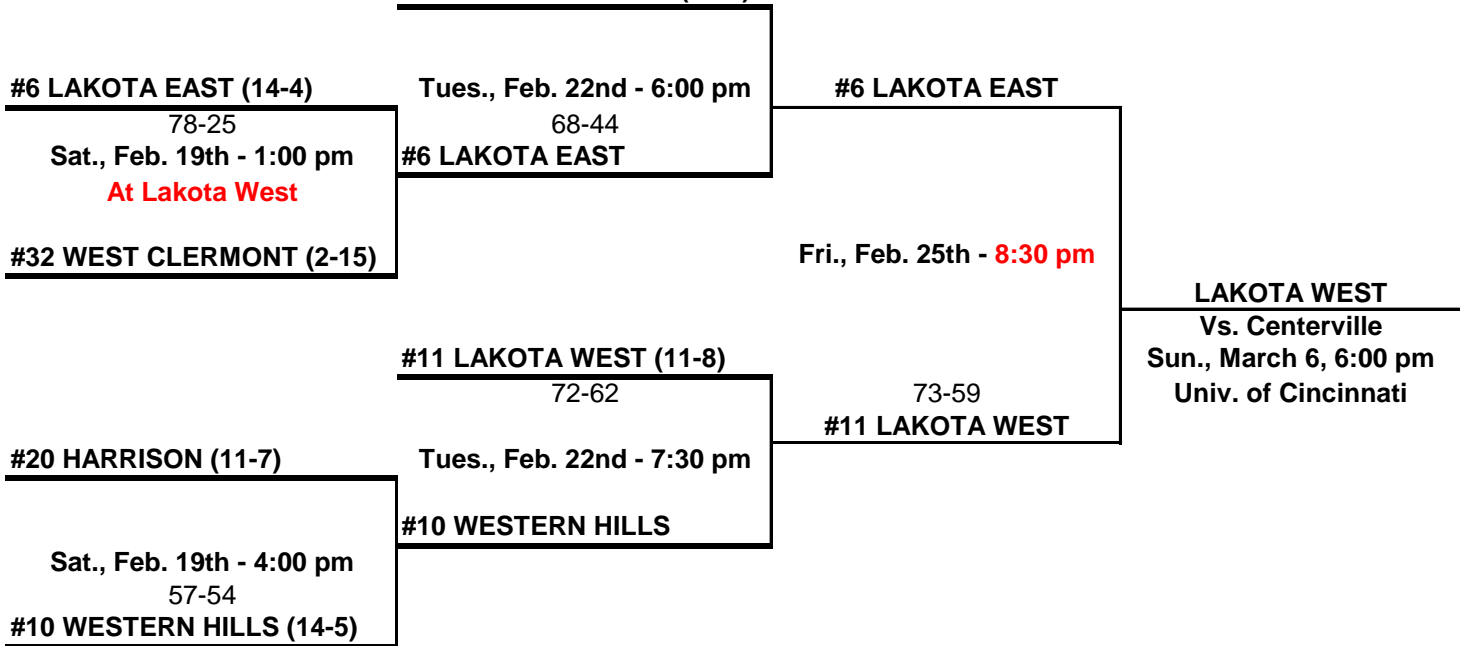 #6 LAKOTA EAST (14-4)
78-25
Sat., Feb. 19th - 1:00 pm
At Lakota West
#32 WEST CLERMONT (2-15)
Tues., Feb. 22nd - 6:00 pm
68-44
#6 LAKOTA EAST
#6 LAKOTA EAST
Fri., Feb. 25th - 8:30 pm
LAKOTA WEST
Vs. Centerville
Sun., March 6, 6:00 pm
Univ. of Cincinnati
#11 LAKOTA WEST (11-8)
72-62
Tues., Feb. 22nd - 7:30 pm
#10 WESTERN HILLS
73-59
#11 LAKOTA WEST
#20 HARRISON (11-7)
Sat., Feb. 19th - 4:00 pm
57-54
#10 WESTERN HILLS (14-5)